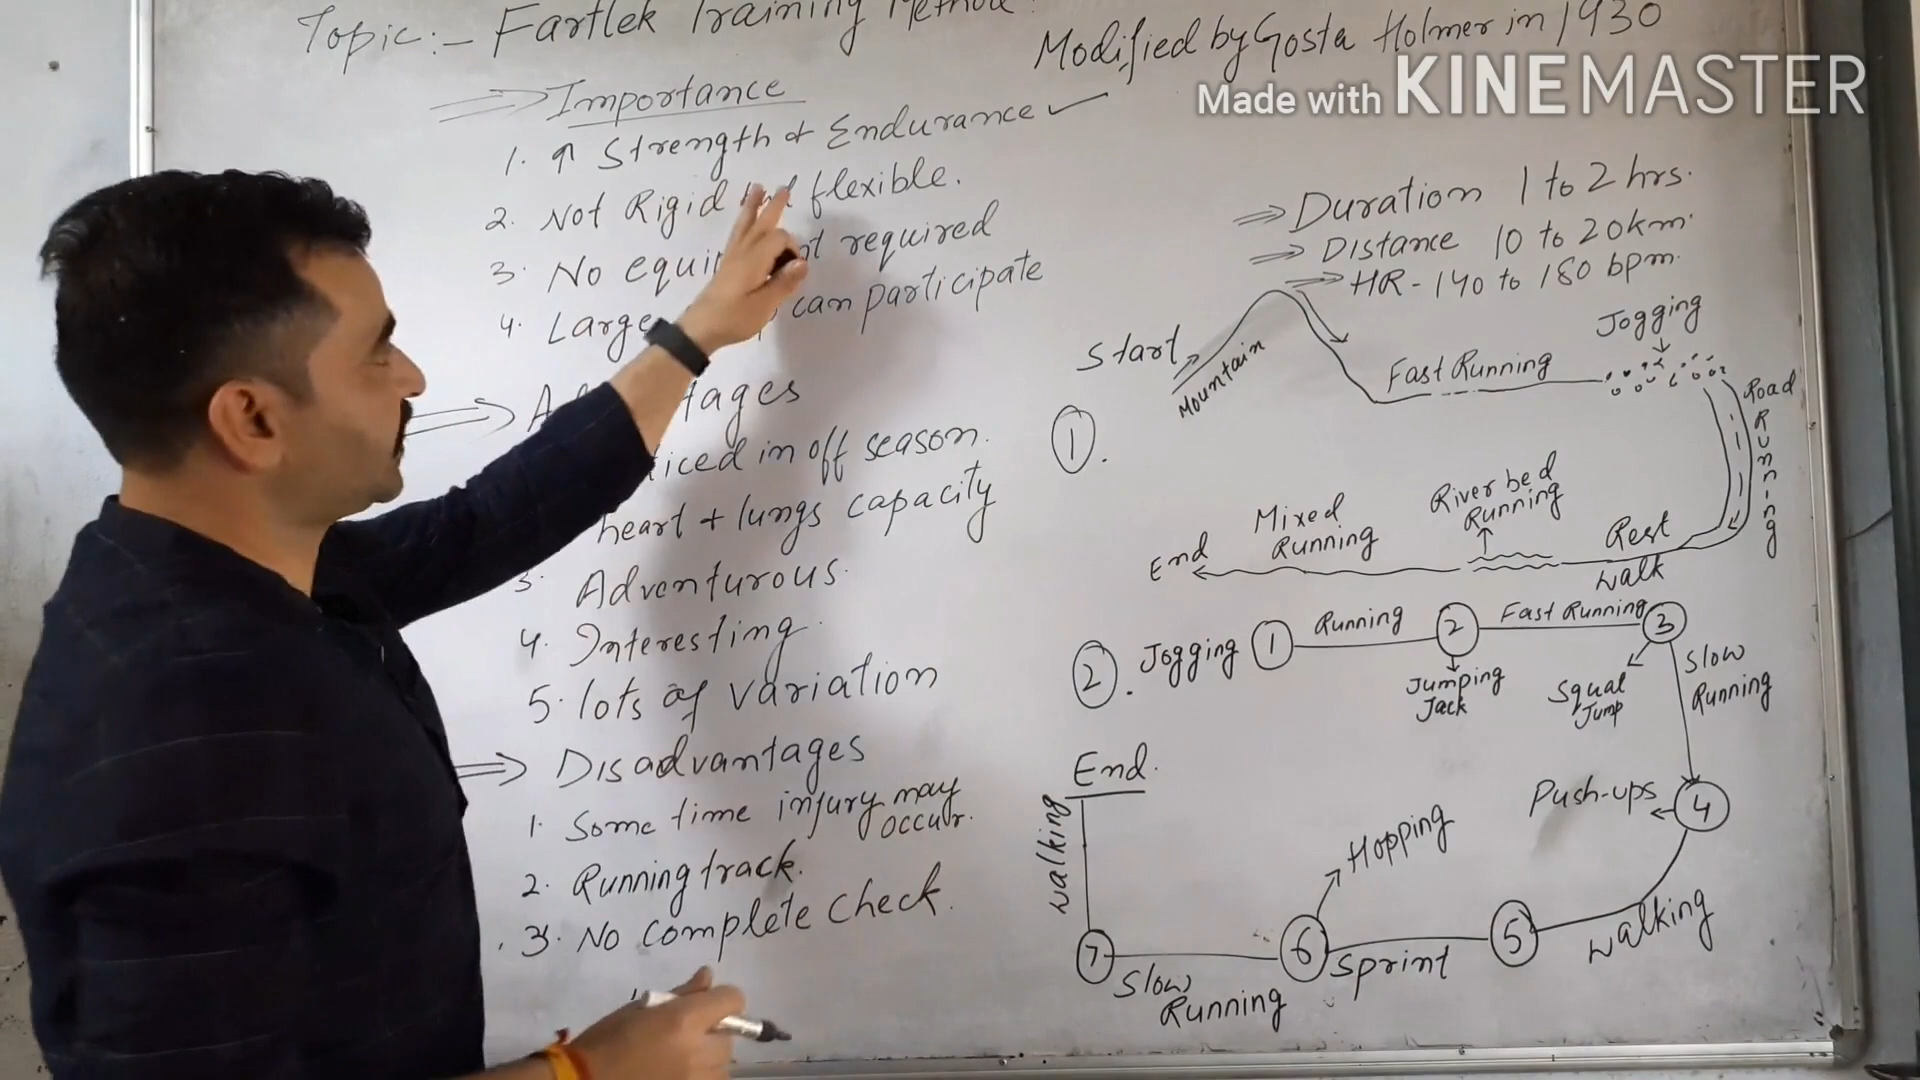 Topic:- Fartlek Training Method
Modified by Gosta Holmer in 1930
Made with KINEMASTER
⇒ Importance
1. ↑ Strength & Endurance ✓
2. Not Rigid but flexible.
3. No equi required
4. Large can participate
⇒ A tages
iced in off season.
heart + lungs capacity
3. Adventurous.
4. Interesting.
5. lots of variation
⇒ Disadvantages
1. Some time injury may occur.
2. Running track.
3. No complete check.
⇒ Duration 1 to 2 hrs.
⇒ Distance 10 to 20km.
⇒ HR - 140 to 180 bpm.
1.
Start
Mountain
Fast Running
Jogging
Road Running
Rest
walk
River bed
Running
Mixed
Running
End
2. Jogging 1 Running 2 Fast Running 3
Jumping
Jack
Squat
Jump
Slow
Running
4
Push-ups
walking
5
Sprint
6
Hopping
Slow
Running
7
walking
End.